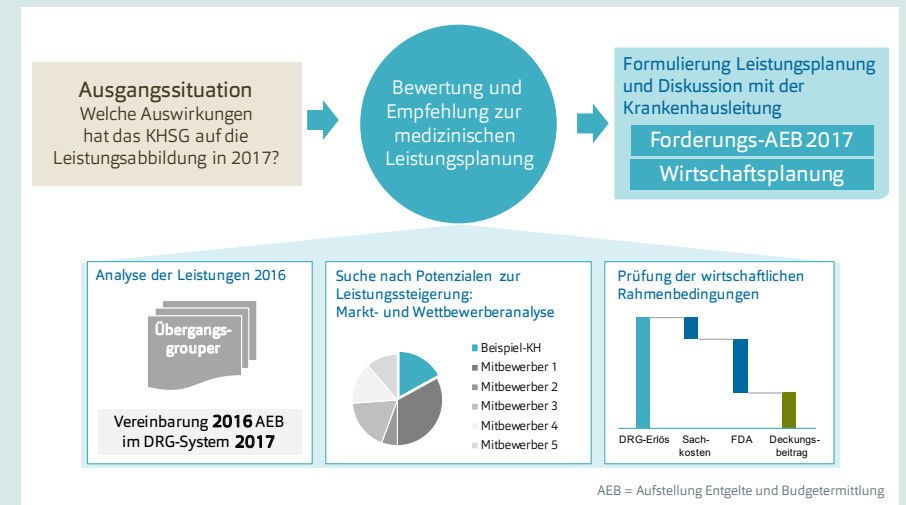 Ausgangssituation
Welche Auswirkungen
hat das KHSG auf die
Leistungsabbildung in 2017?
Bewertung und
Empfehlung zur
medizinischen
Leistungsplanung
Formulierung Leistungsplanung
und Diskussion mit der
Krankenhausleitung
Forderungs-AEB 2017
Wirtschaftsplanung
Analyse der Leistungen 2016
Übergangs-
grouper
Vereinbarung 2016 AEB
im DRG-System 2017
Suche nach Potenzialen zur
Leistungssteigerung:
Markt- und Wettbewerberanalyse
Beispiel-KH
Mitbewerber 1
Mitbewerber 2
Mitbewerber 3
Mitbewerber 4
Mitbewerber 5
Prüfung der wirtschaftlichen
Rahmenbedingungen
DRG-Erlös
Sach-
kosten
FDA
Deckungs-
beitrag
AEB = Aufstellung Entgelte und Budgetermittlung